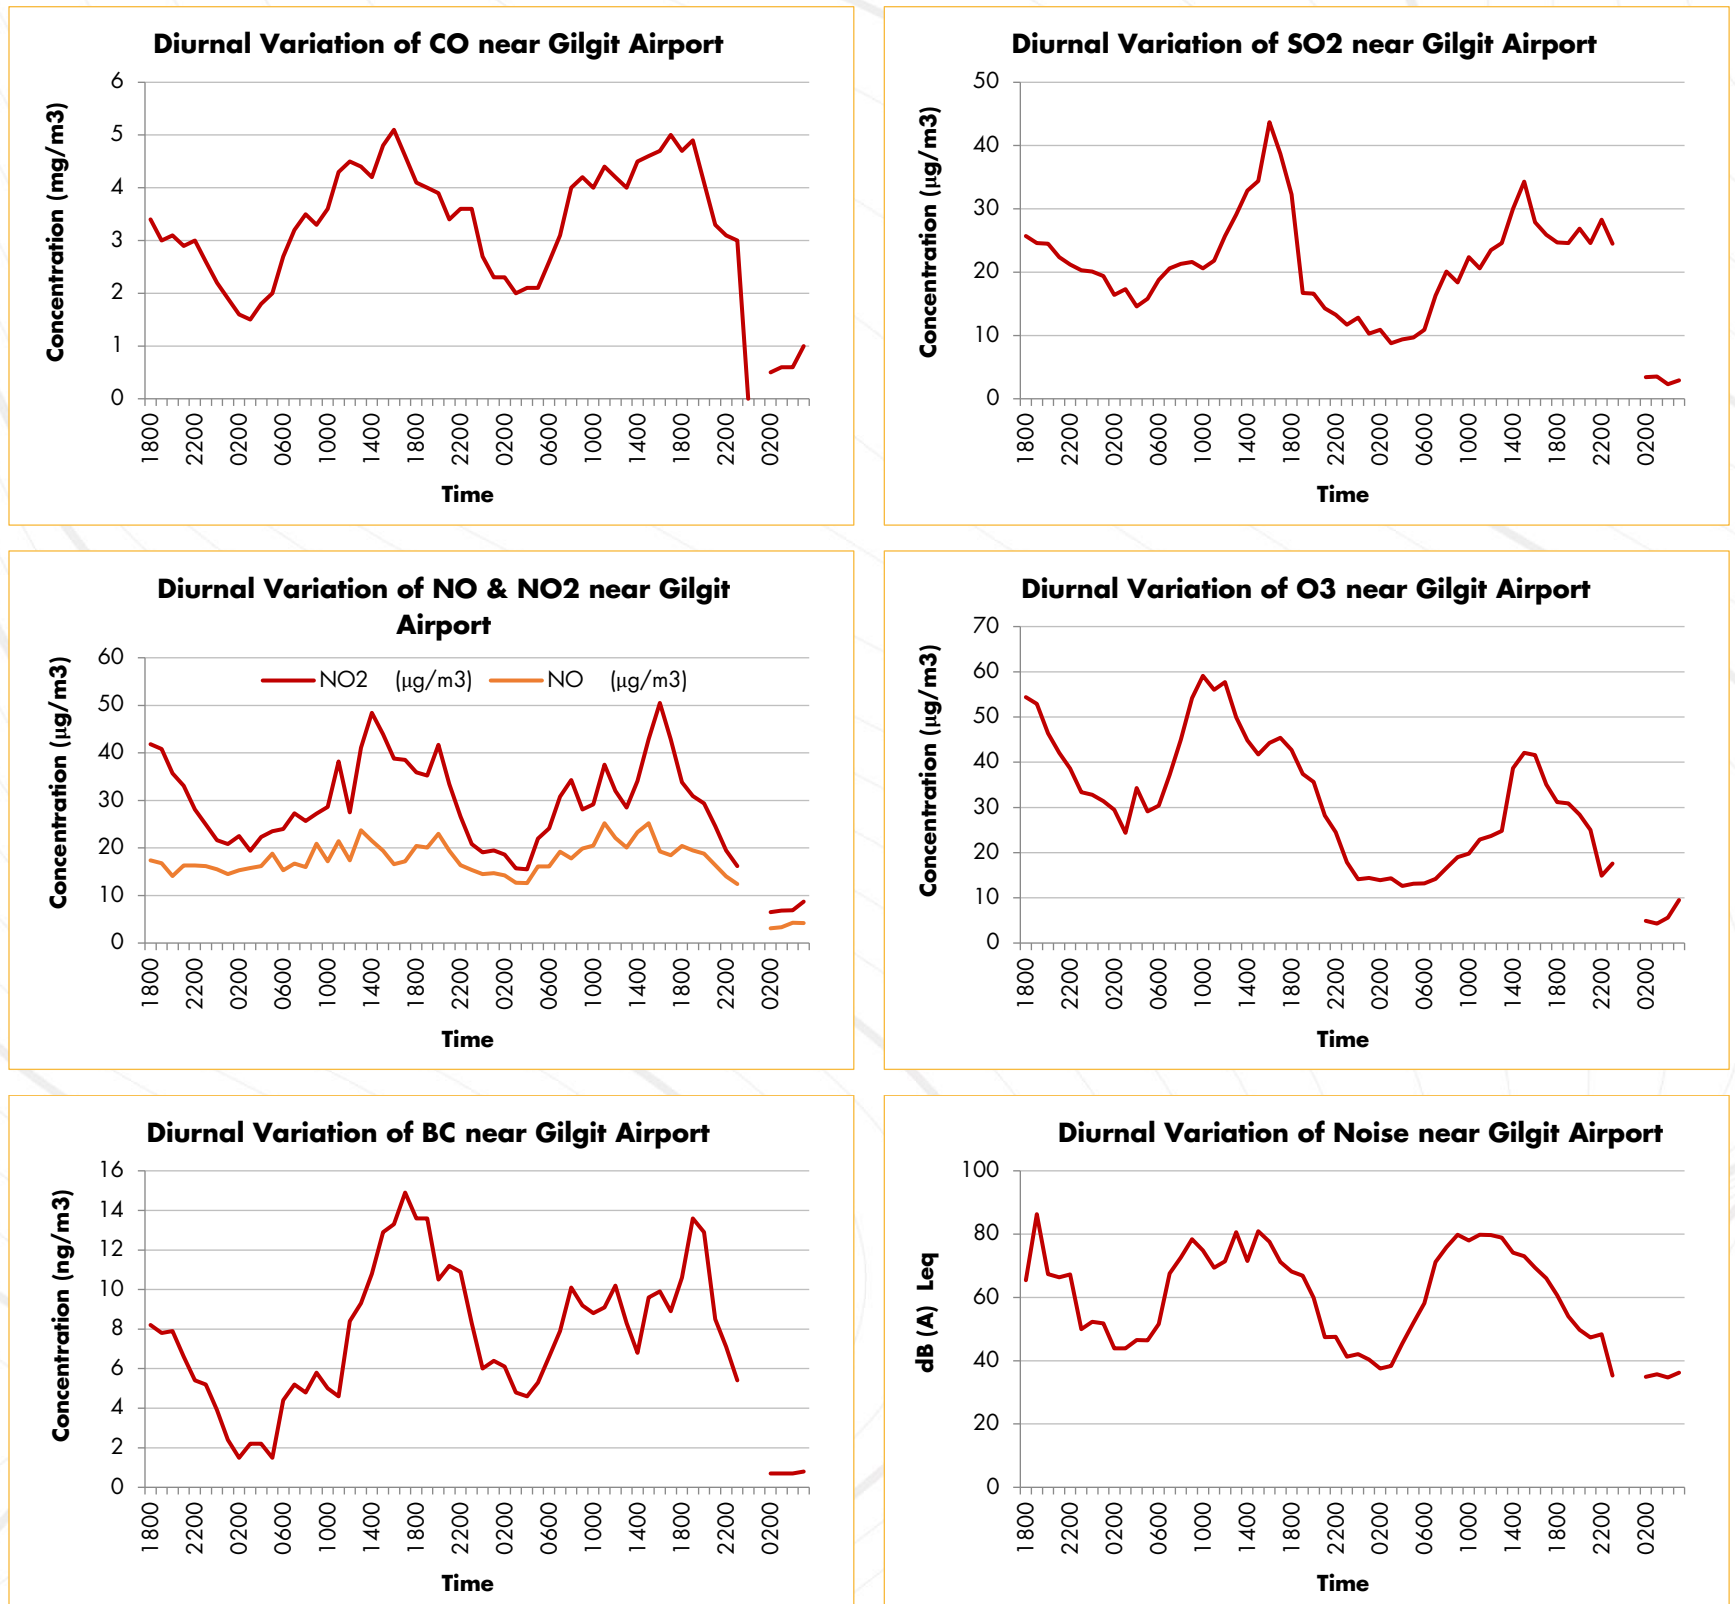 Diurnal Variation of CO near Gilgit Airport
Concentration (mg/m3)
6
5
4
3
2
1
0
1800 2200 0200 0600 1000 1400 1800 2200 0200 0600 1000 1400 1800 2200 0200
Time
Diurnal Variation of SO2 near Gilgit Airport
Concentration (µg/m3)
50
40
30
20
10
0
1800 2200 0200 0600 1000 1400 1800 2200 0200 0600 1000 1400 1800 2200 0200
Time
Diurnal Variation of NO & NO2 near Gilgit
Airport
Concentration (µg/m3)
60
50
40
30
20
10
0
NO2 (µg/m3) NO (µg/m3)
1800 2200 0200 0600 1000 1400 1800 2200 0200 0600 1000 1400 1800 2200 0200
Time
Diurnal Variation of O3 near Gilgit Airport
Concentration (µg/m3)
70
60
50
40
30
20
10
0
1800 2200 0200 0600 1000 1400 1800 2200 0200 0600 1000 1400 1800 2200 0200
Time
Diurnal Variation of BC near Gilgit Airport
Concentration (ng/m3)
16
14
12
10
8
6
4
2
0
1800 2200 0200 0600 1000 1400 1800 2200 0200 0600 1000 1400 1800 2200 0200
Time
Diurnal Variation of Noise near Gilgit Airport
dB (A) Leq
100
80
60
40
20
0
1800 2200 0200 0600 1000 1400 1800 2200 0200 0600 1000 1400 1800 2200 0200
Time